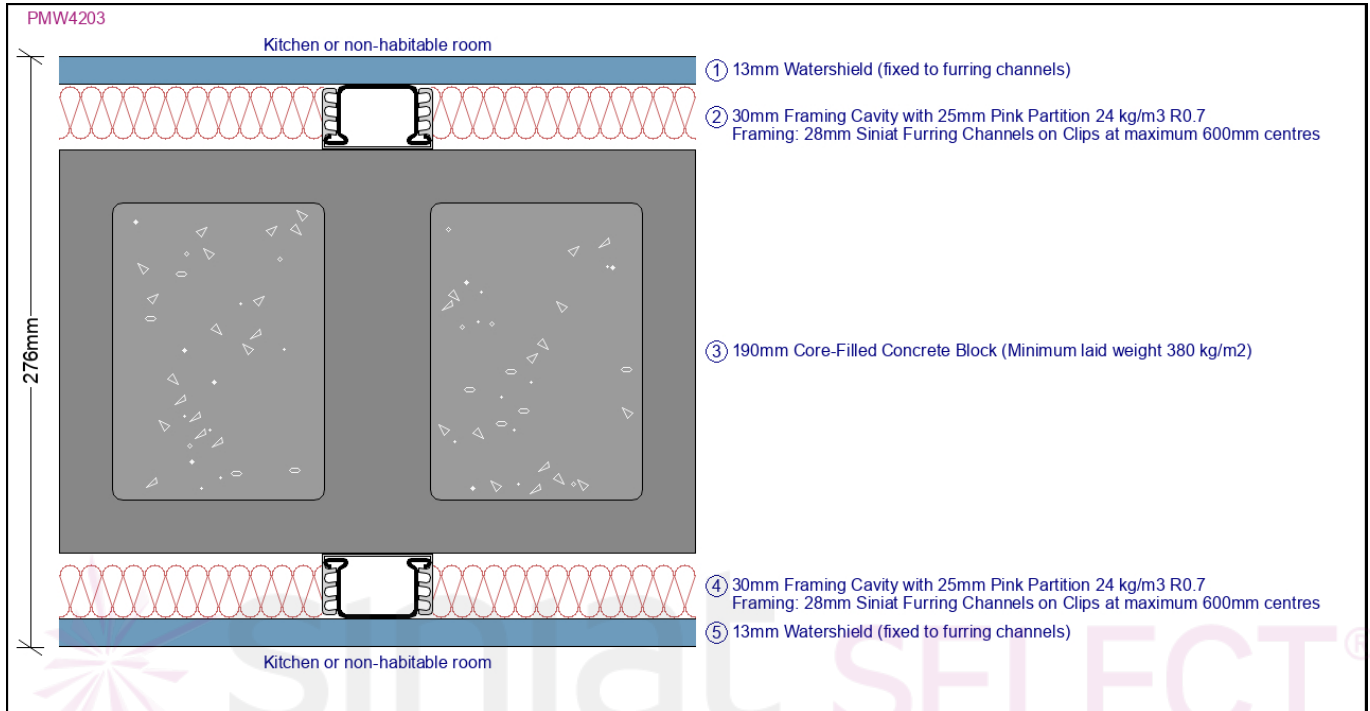 PMW4203
Kitchen or non-habitable room
① 13mm Watershield (fixed to furring channels)
② 30mm Framing Cavity with 25mm Pink Partition 24 kg/m3 R0.7
Framing: 28mm Siniat Furring Channels on Clips at maximum 600mm centres
276mm
③ 190mm Core-Filled Concrete Block (Minimum laid weight 380 kg/m2)
④ 30mm Framing Cavity with 25mm Pink Partition 24 kg/m3 R0.7
Framing: 28mm Siniat Furring Channels on Clips at maximum 600mm centres
⑤ 13mm Watershield (fixed to furring channels)
Kitchen or non-habitable room
siniat SELECT®